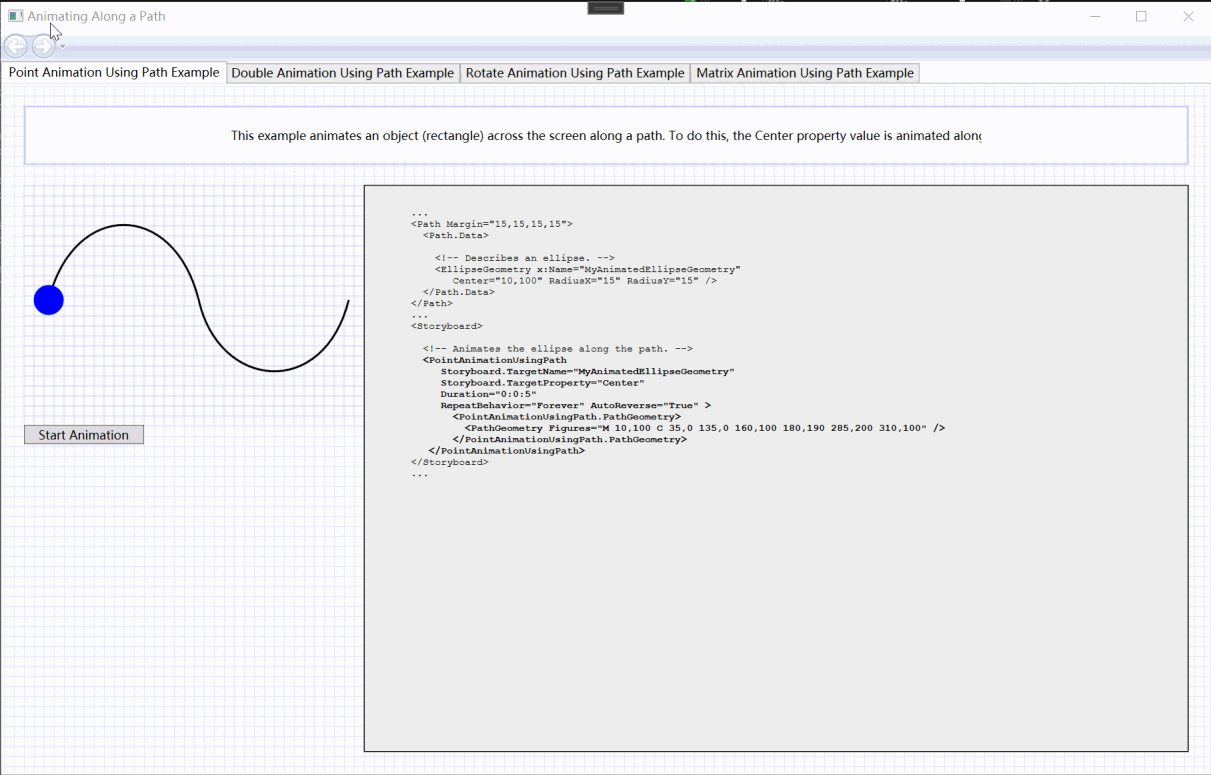 Animating Along a Path
Point Animation Using Path Example
Double Animation Using Path Example
Rotate Animation Using Path Example
Matrix Animation Using Path Example
This example animates an object (rectangle) across the screen along a path. To do this, the Center property value is animated along
Start Animation
...
<Path Margin="15,15,15,15">
<Path.Data>
<!-- Describes an ellipse. -->
<EllipseGeometry x:Name="MyAnimatedEllipseGeometry"
Center="10,100" RadiusX="15" RadiusY="15" />
</Path.Data>
</Path>
...
<Storyboard>
<!-- Animates the ellipse along the path. -->
<PointAnimationUsingPath
Storyboard.TargetName="MyAnimatedEllipseGeometry"
Storyboard.TargetProperty="Center"
Duration="0:0:5"
RepeatBehavior="Forever" AutoReverse="True" >
<PointAnimationUsingPath.PathGeometry>
<PathGeometry Figures="M 10,100 C 35,0 135,0 160,100 180,190 285,200 310,100" />
</PointAnimationUsingPath.PathGeometry>
</PointAnimationUsingPath>
</Storyboard>
...